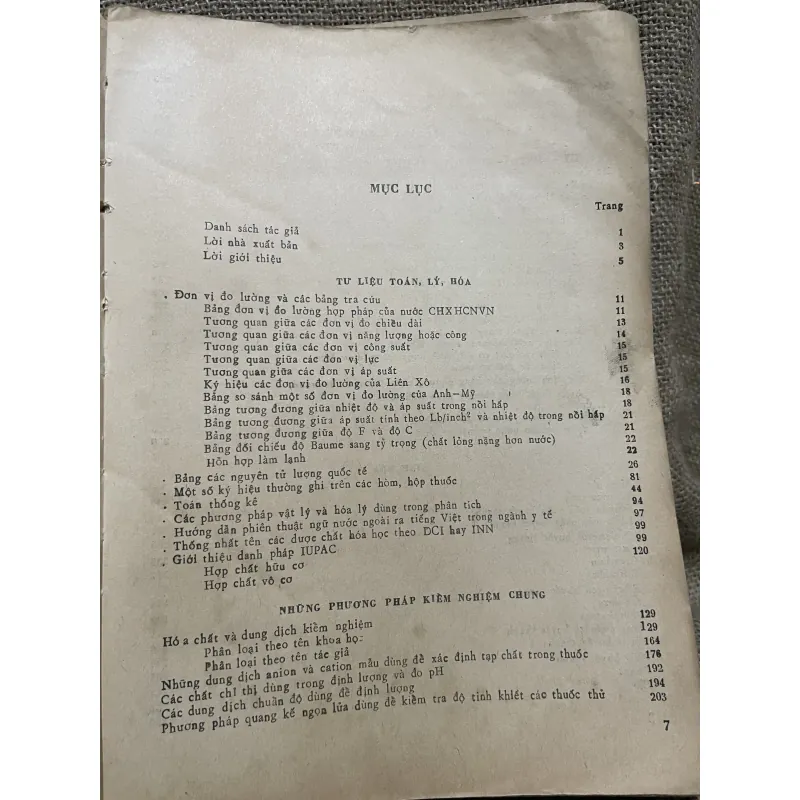 MỤC LỤC
Trang
Danh sách tác giả 1
Lời nhà xuất bản 3
Lời giới thiệu 5
TƯ LIỆU TOÁN, LÝ, HÓA
. Đơn vị đo lường và các bảng tra cứu 11
Bảng đơn vị đo lường hợp pháp của nước CHXHCNVN 11
Tương quan giữa các đơn vị đo chiều dài 13
Tương quan giữa các đơn vị năng lượng hoặc công 14
Tương quan giữa các đơn vị công suất 15
Tương quan giữa các đơn vị lực 15
Tương quan giữa các đơn vị áp suất 15
Ký hiệu các đơn vị đo lường của Liên Xô 16
Bảng so sánh một số đơn vị đo lường của Anh-Mỹ 18
Bảng tương đương giữa nhiệt độ và áp suất trong nồi hấp 18
Bảng tương đương giữa áp suất tính theo Lb/inch² và nhiệt độ trong nồi hấp 21
Bảng tương đương giữa độ F và độ C 21
Bảng đối chiếu độ Baume sang tỷ trọng (chất lỏng nặng hơn nước) 22
Hỗn hợp làm lạnh 22
. Bảng các nguyên tử lượng quốc tế 26
. Một số ký hiệu thường ghi trên các hòm, hộp thuốc 81
. Toán thống kê 44
. Các phương pháp vật lý và hóa lý dùng trong phân tích 94
. Hướng dẫn phiên thuật ngữ nước ngoài ra tiếng Việt trong ngành y tế 97
. Thống nhất tên các dược chất hóa học theo DCI hay INN 99
. Giới thiệu danh pháp IUPAC 99
Hợp chất hữu cơ 120
Hợp chất vô cơ
NHỮNG PHƯƠNG PHÁP KIỂM NGHIỆM CHUNG
Hóa chất và dung dịch kiểm nghiệm 129
Phân loại theo tên khoa học 129
Phân loại theo tên tác giả 164
Những dung dịch anion và cation mẫu dùng để xác định tạp chất trong thuốc 176
Các chất chỉ thị dùng trong định lượng và đo pH 192
Các dung dịch chuẩn độ dùng để định lượng 194
Phương pháp quang kế ngọn lửa dùng để kiểm tra độ tinh khiết các thuốc thử 203
7